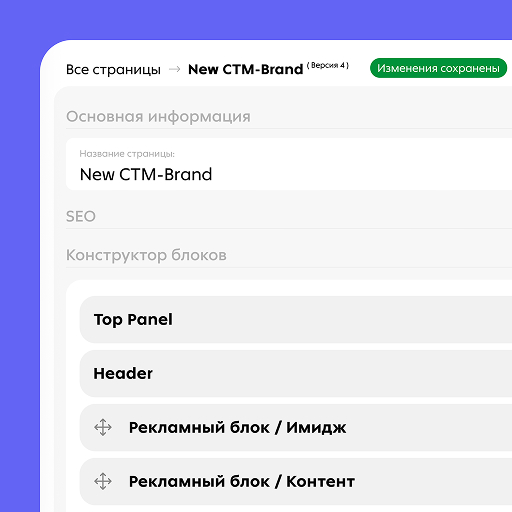 Все страницы → New CTM-Brand ( Версия 4 ) Изменения сохранены
Основная информация
Название страницы:
New CTM-Brand
SEO
Конструктор блоков
Top Panel
Header
Рекламный блок / Имидж
Рекламный блок / Контент